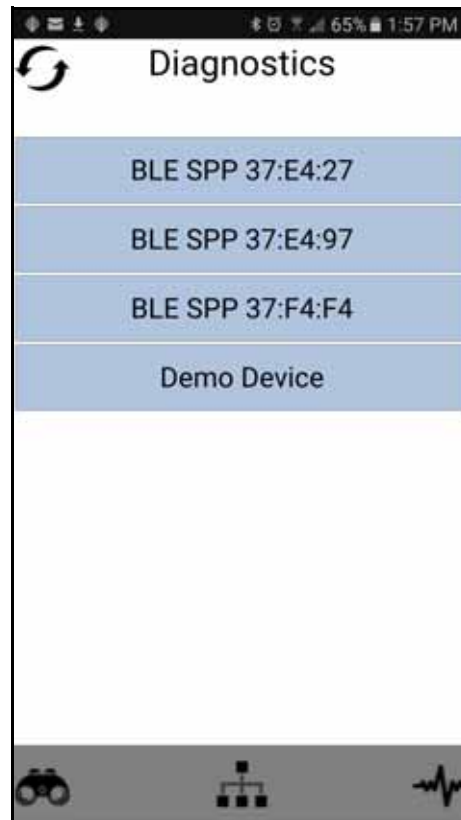 65% 1:57 PM
Diagnostics
BLE SPP 37:E4:27
BLE SPP 37:E4:97
BLE SPP 37:F4:F4
Demo Device